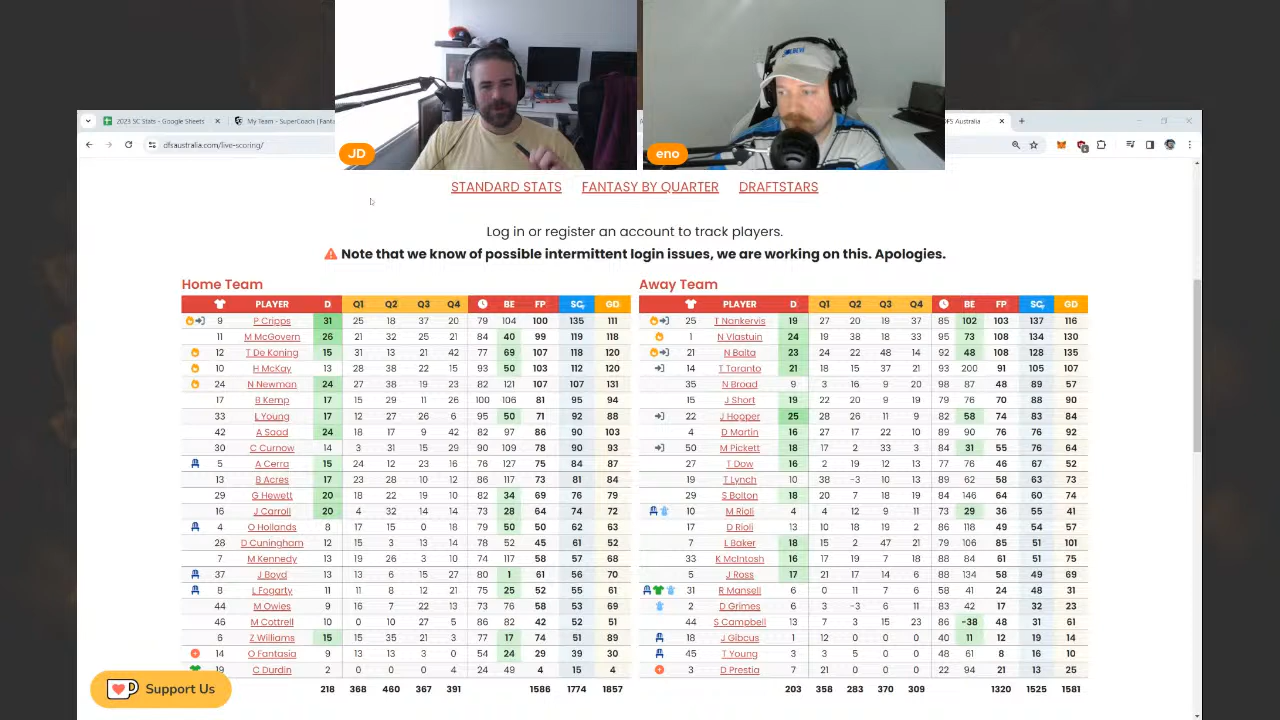 JD
eno
2023 SC Stats - Google Sheets
My Team - SuperCoach | Fanta
DFS Australia
dfsaustralia.com/live-scoring/
STANDARD STATS FANTASY BY QUARTER DRAFTSTARS
Log in or register an account to track players.
Note that we know of possible intermittent login issues, we are working on this. Apologies.
Home Team
PLAYER D Q1 Q2 Q3 Q4 BE FP SC GD
9 P Cripps 31 25 18 37 20 79 104 100 135 111
11 M McGovern 26 21 32 25 21 84 40 99 119 118
12 T De Koning 15 31 13 21 42 77 69 107 118 120
10 H McKay 13 28 38 22 15 93 50 103 112 120
24 N Newman 24 27 38 19 23 82 121 107 107 131
17 B Kemp 17 15 29 11 26 100 106 81 95 94
33 L Young 17 12 27 26 6 95 50 71 92 88
42 A Saad 24 18 17 9 42 82 97 86 90 103
30 C Curnow 14 3 31 15 29 90 109 78 90 93
5 A Cerra 15 24 12 23 16 76 127 75 84 87
13 B Acres 17 23 28 10 12 86 117 73 81 84
29 G Hewett 20 18 22 19 10 82 34 69 76 79
16 J Carroll 20 4 32 14 14 73 28 64 74 72
4 O Hollands 8 17 15 0 18 79 50 50 62 63
28 D Cuningham 12 15 3 13 14 78 52 45 61 52
7 M Kennedy 13 19 26 3 10 74 117 58 57 68
37 J Boyd 13 13 6 15 27 80 1 61 56 70
8 L Fogarty 11 11 8 12 21 75 25 52 55 61
44 M Owies 9 16 7 22 13 73 76 58 53 69
46 M Cottrell 10 0 10 27 5 86 82 42 52 51
6 Z Williams 15 15 35 21 3 77 17 74 51 89
14 O Fantasia 9 13 13 3 0 54 24 29 39 30
19 C Durdin 2 0 0 0 4 24 49 4 15 4
218 368 460 367 391 1586 1774 1857
Away Team
PLAYER D Q1 Q2 Q3 Q4 BE FP SC GD
25 T Nankervis 19 27 20 19 37 85 102 103 137 116
1 N Vlastuin 24 19 38 18 33 95 73 108 134 130
21 N Balta 23 24 22 48 14 92 48 108 128 135
14 T Taranto 21 18 15 37 21 93 200 91 105 107
35 N Broad 9 3 16 9 20 98 87 48 89 57
15 J Short 19 22 20 9 19 79 76 70 88 90
22 J Hopper 25 28 26 11 9 82 58 74 83 84
4 D Martin 16 27 17 22 10 89 90 76 76 92
50 M Pickett 18 17 2 33 3 84 31 55 76 64
27 T Dow 16 2 19 12 13 77 76 46 67 52
19 T Lynch 10 38 -3 10 13 89 62 58 63 73
29 S Bolton 18 20 7 18 19 84 146 64 60 74
10 M Rioli 4 4 12 9 11 73 29 36 55 41
17 D Rioli 13 10 18 19 2 86 118 49 54 57
7 L Baker 18 15 2 47 21 79 106 85 51 101
33 K McIntosh 16 17 19 7 18 84 61 51 75
5 J Ross 17 21 17 14 6 88 134 58 49 69
31 R Mansell 6 0 11 7 6 58 41 24 48 31
2 D Grimes 6 3 -3 6 11 83 42 17 32 23
44 S Campbell 13 7 3 15 23 86 -38 48 31 61
18 J Gibcus 1 12 0 0 0 40 11 12 19 14
45 T Young 3 3 5 0 0 48 61 8 16 10
3 D Prestia 7 21 0 0 0 22 94 21 13 25
203 358 283 370 309 1320 1525 1581
Support Us